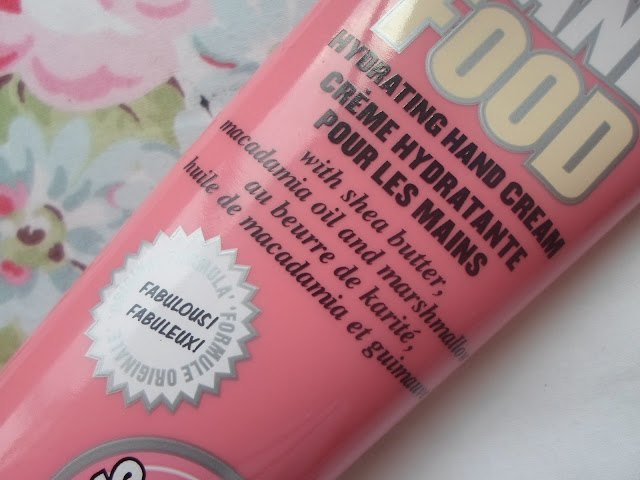 FOOD
HYDRATING HAND CREAM
CRÈME HYDRATANTE
POUR LES MAINS
with shea butter,
macadamia oil and marshmallow
au beurre de karité,
huile de macadamia et guimauve
FORMULA • FORMULE ORIGINAL
FABULOUS!
FABULEUX!